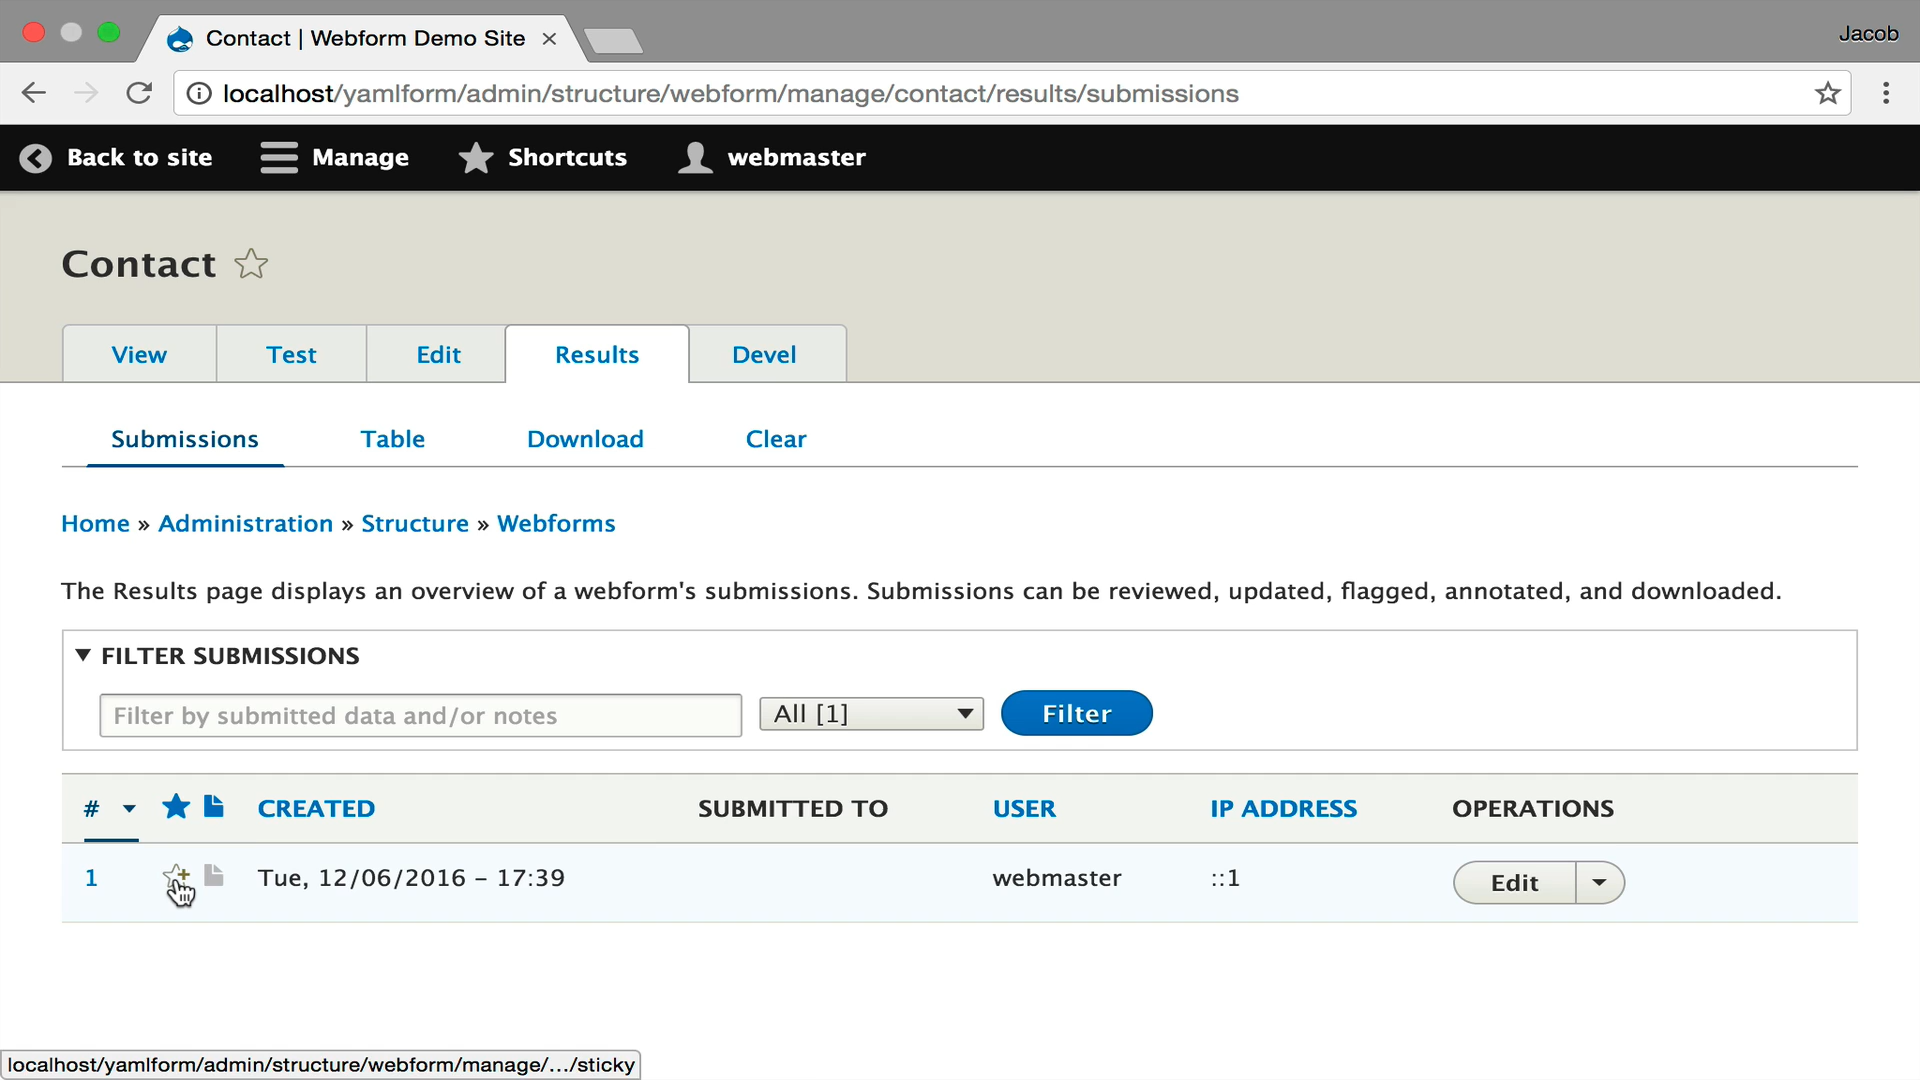 Contact | Webform Demo Site
Jacob
localhost/yamlform/admin/structure/webform/manage/contact/results/submissions
Back to site Manage Shortcuts webmaster
Contact
View Test Edit Results Devel
Submissions Table Download Clear
Home » Administration » Structure » Webforms
The Results page displays an overview of a webform's submissions. Submissions can be reviewed, updated, flagged, annotated, and downloaded.
FILTER SUBMISSIONS
Filter by submitted data and/or notes All [1] Filter
# CREATED SUBMITTED TO USER IP ADDRESS OPERATIONS
1 Tue, 12/06/2016 – 17:39 webmaster ::1 Edit
localhost/yamlform/admin/structure/webform/manage/.../sticky